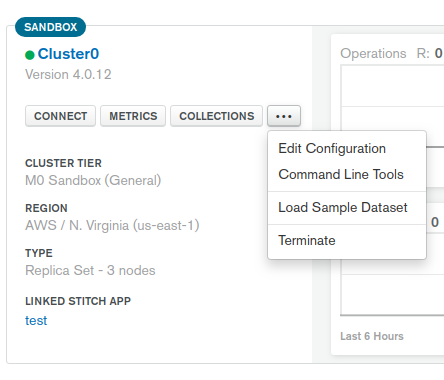 SANDBOX
Cluster0
Version 4.0.12
CONNECT
METRICS
COLLECTIONS
...
Edit Configuration
Command Line Tools
Load Sample Dataset
Terminate
CLUSTER TIER
M0 Sandbox (General)
REGION
AWS / N. Virginia (us-east-1)
TYPE
Replica Set - 3 nodes
LINKED STITCH APP
test
Operations R: 0
0
Last 6 Hours